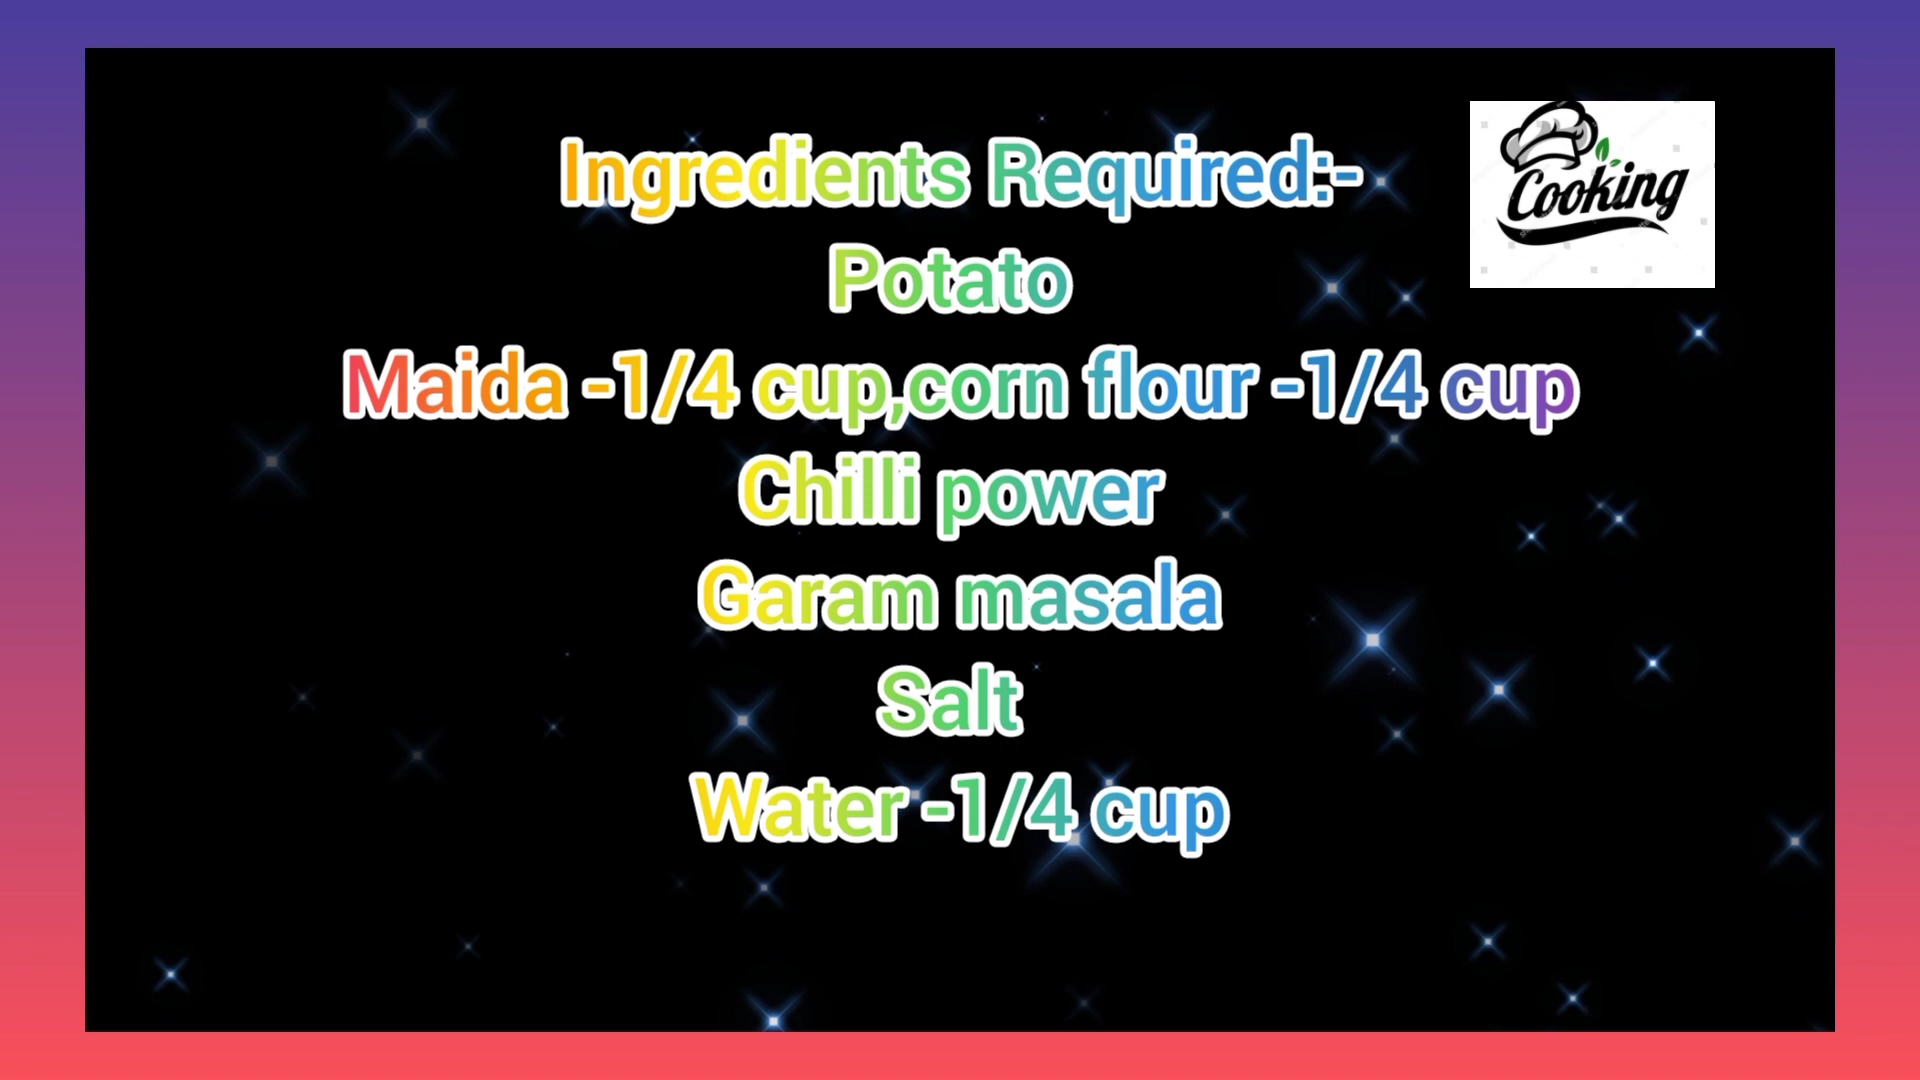 Ingredients Required:-
Cooking
Potato
Maida -1/4 cup,corn flour -1/4 cup
Chilli power
Garam masala
Salt
Water -1/4 cup